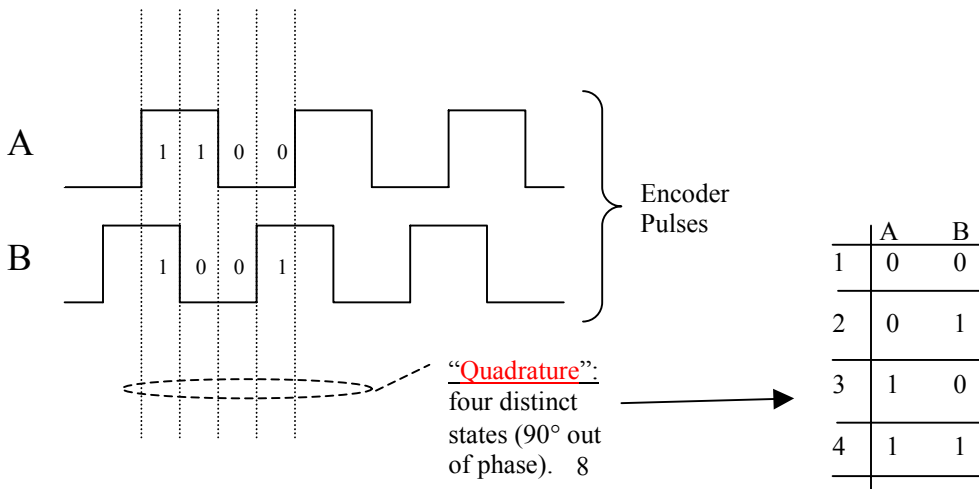 A
1 1 0 0
B
1 0 0 1
Encoder
Pulses
“Quadrature”:
four distinct
states (90° out
of phase). 8
A B
1 0 0
2 0 1
3 1 0
4 1 1